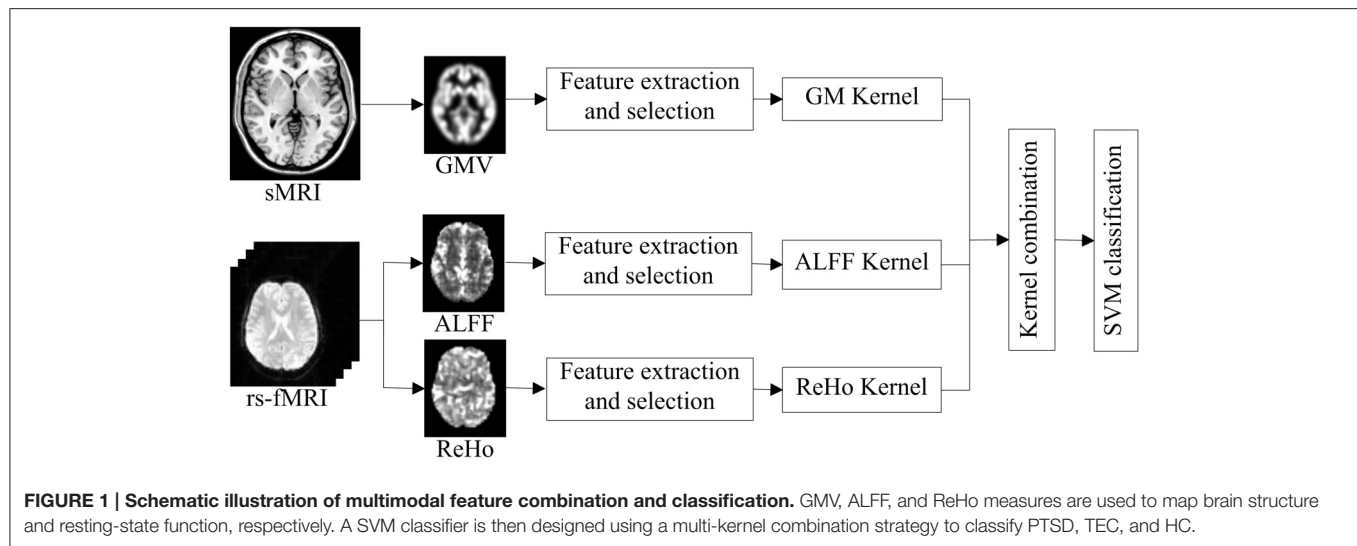 sMRI
GMV
Feature extraction
and selection
GM Kernel
rs-fMRI
ALFF
Feature extraction
and selection
ALFF Kernel
ReHo
Feature extraction
and selection
ReHo Kernel
Kernel combination
SVM classification
FIGURE 1 | Schematic illustration of multimodal feature combination and classification. GMV, ALFF, and ReHo measures are used to map brain structure
and resting-state function, respectively. A SVM classifier is then designed using a multi-kernel combination strategy to classify PTSD, TEC, and HC.